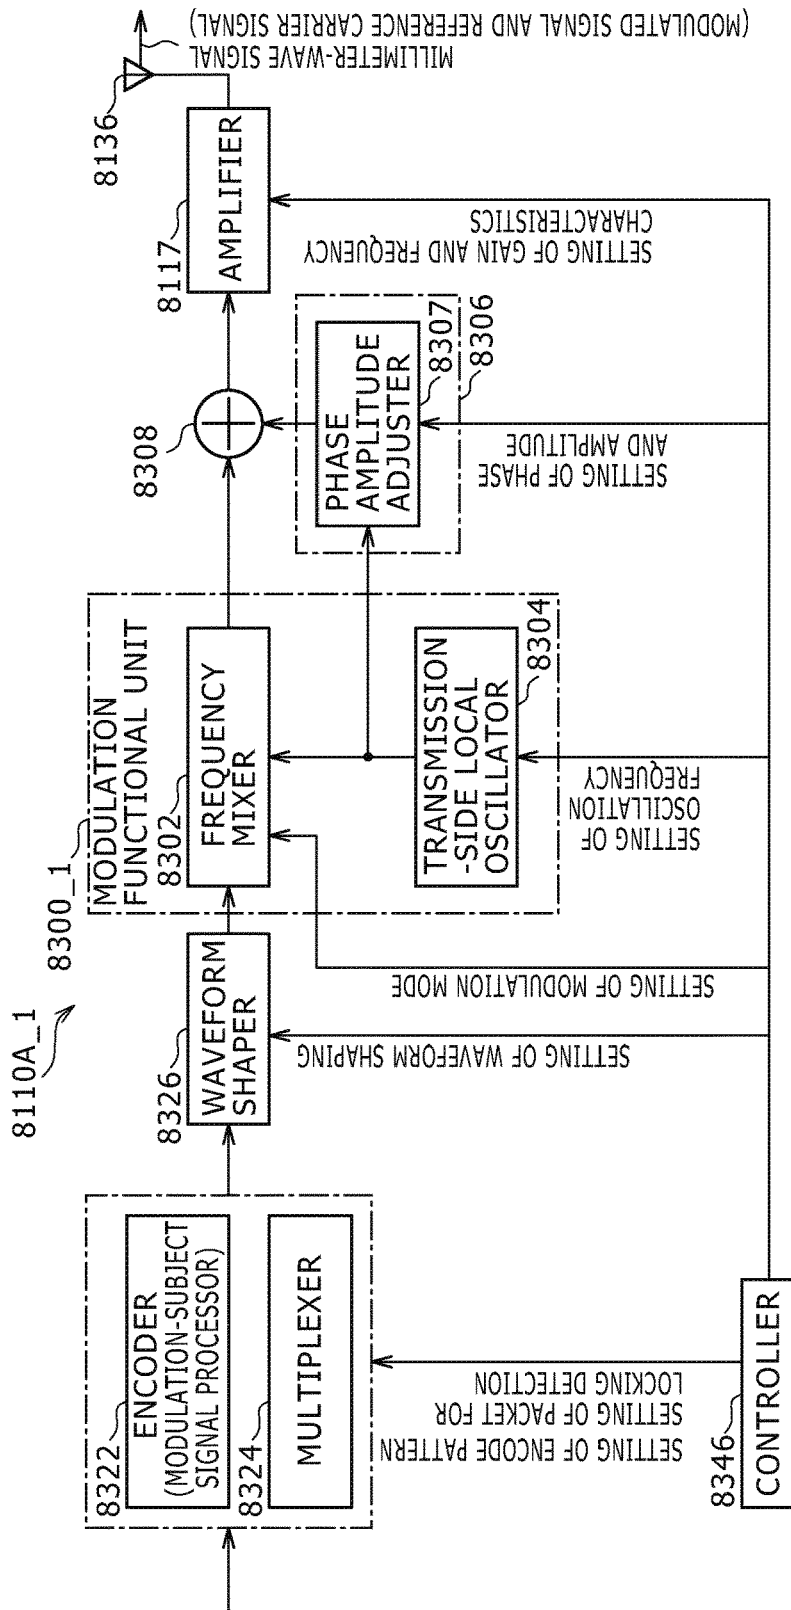 8110A_1
8300_1
MODULATION
FUNCTIONAL UNIT
8322
ENCODER
(MODULATION-SUBJECT
SIGNAL PROCESSOR)
8324
MULTIPLEXER
8326
WAVEFORM
SHAPER
8302
FREQUENCY
MIXER
8304
TRANSMISSION
-SIDE LOCAL
OSCILLATOR
8308
8306
8307
PHASE
AMPLITUDE
ADJUSTER
8117
AMPLIFIER
8136
MILLIMETER-WAVE SIGNAL
(MODULATED SIGNAL AND REFERENCE CARRIER SIGNAL)
8346
CONTROLLER
SETTING OF ENCODE PATTERN
SETTING OF PACKET FOR
LOCKING DETECTION
SETTING OF WAVEFORM SHAPING
SETTING OF MODULATION MODE
SETTING OF
OSCILLATION
FREQUENCY
SETTING OF PHASE
AND AMPLITUDE
SETTING OF GAIN AND FREQUENCY
CHARACTERISTICS